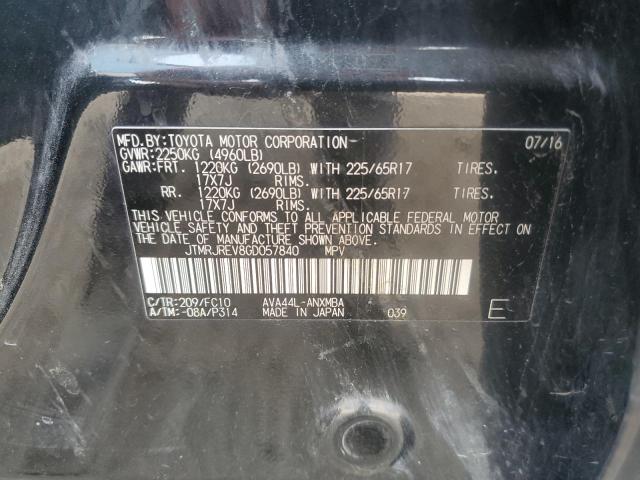 MFD.BY:TOYOTA MOTOR CORPORATION 07/16
GVWR:2250KG (4960LB)
GAWR:FRT. 1220KG (2690LB) WITH 225/65R17 TIRES.
17X7J RIMS.
RR. 1220KG (2690LB) WITH 225/65R17 TIRES.
17X7J RIMS.
THIS VEHICLE CONFORMS TO ALL APPLICABLE FEDERAL MOTOR
VEHICLE SAFETY AND THEFT PREVENTION STANDARDS IN EFFECT ON
THE DATE OF MANUFACTURE SHOWN ABOVE.
JTMRJREV8GD057840 MPV
C/TR:209/FC10 AVA44L-ANXMBA
A/TM:-08A/P314 MADE IN JAPAN 039 E